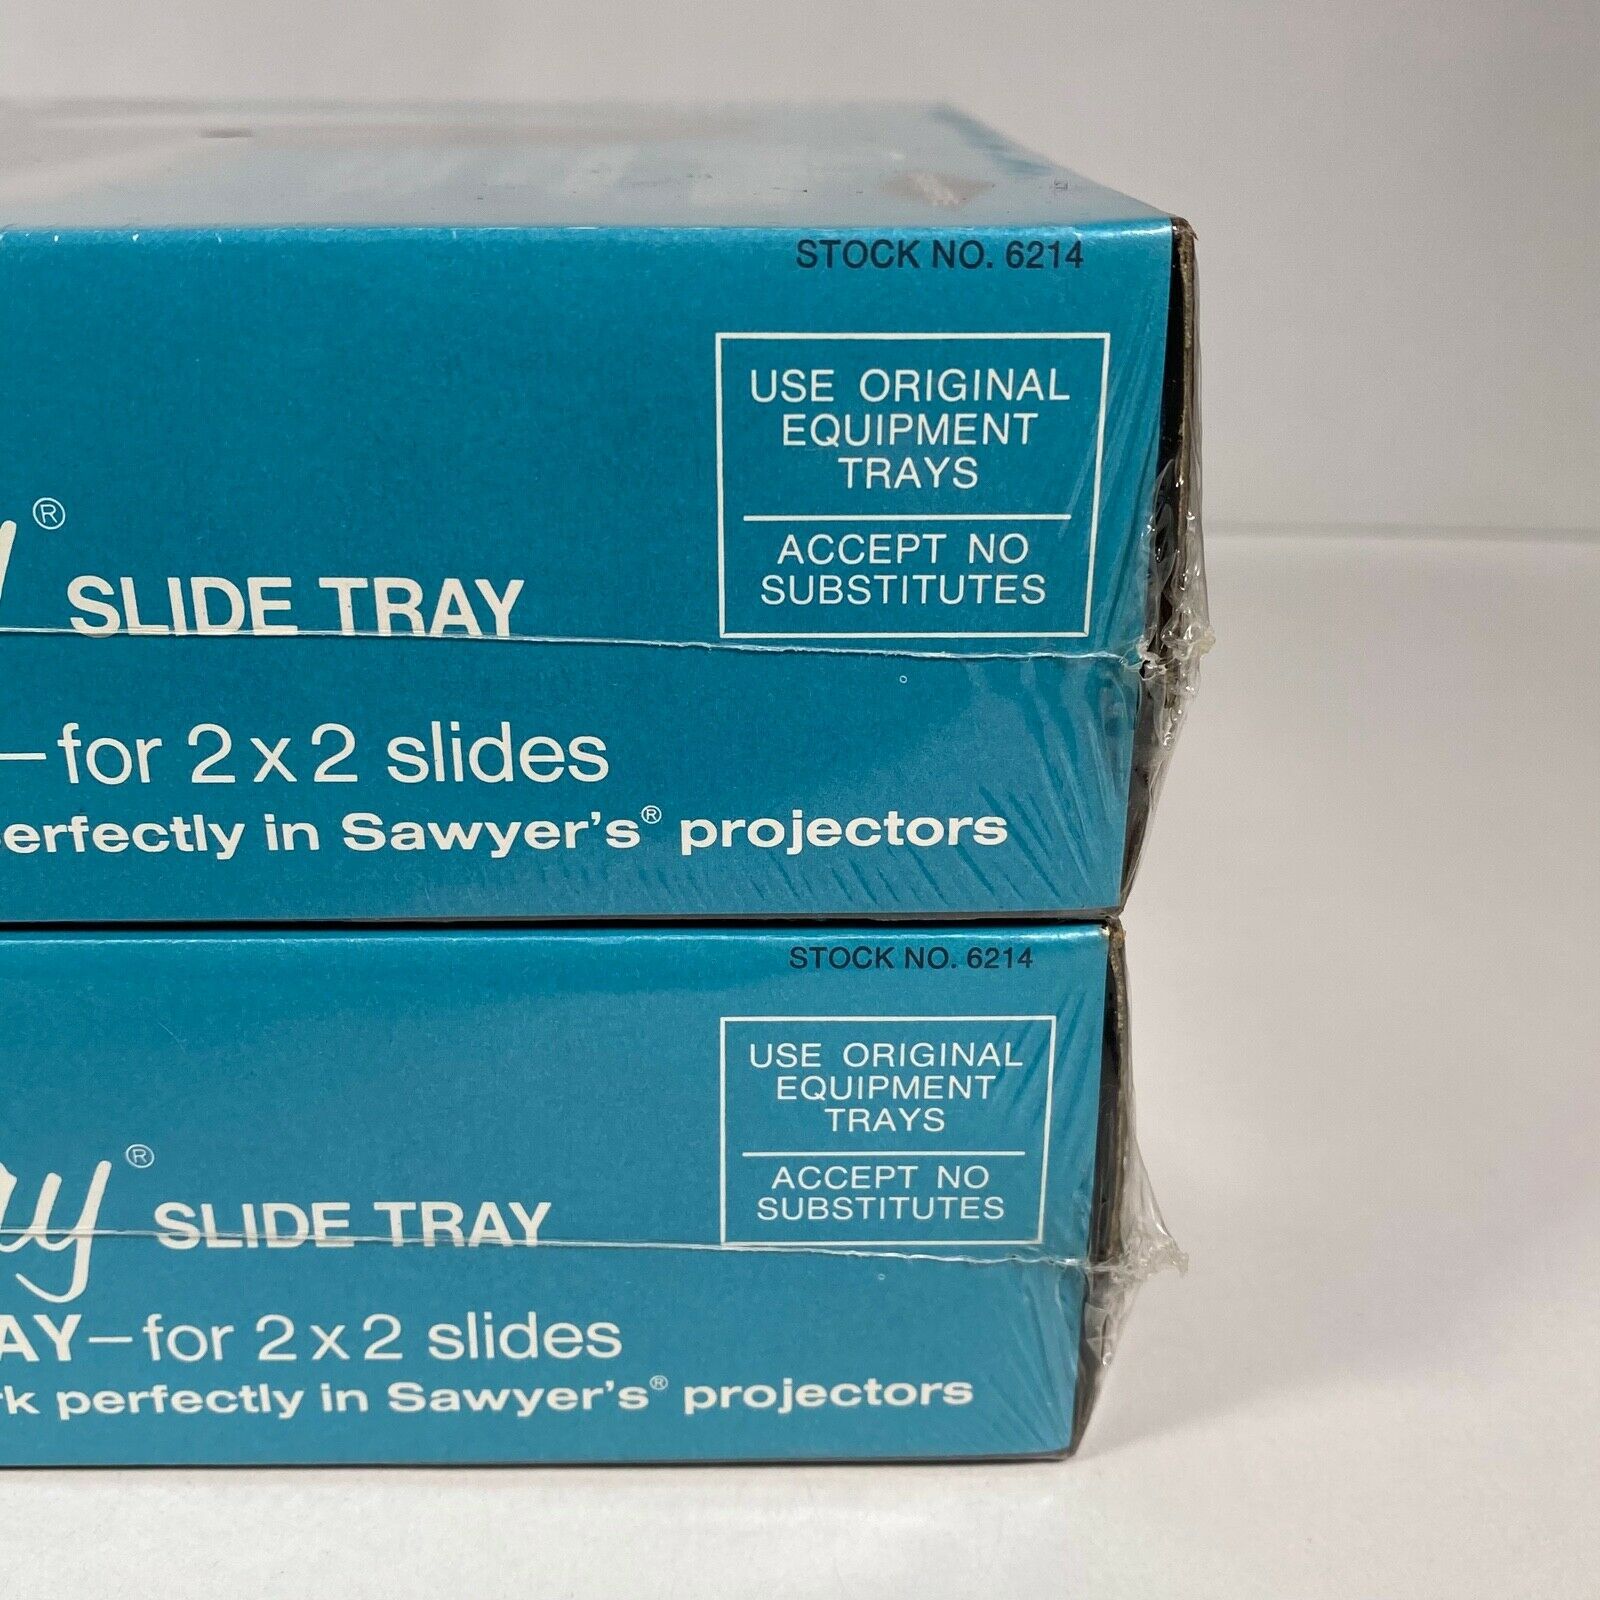 STOCK NO. 6214
USE ORIGINAL
EQUIPMENT
TRAYS
ACCEPT NO
SUBSTITUTES
® SLIDE TRAY
—for 2 x 2 slides
perfectly in Sawyer's® projectors
STOCK NO. 6214
USE ORIGINAL
EQUIPMENT
TRAYS
ACCEPT NO
SUBSTITUTES
® SLIDE TRAY
AY—for 2 x 2 slides
rk perfectly in Sawyer's® projectors